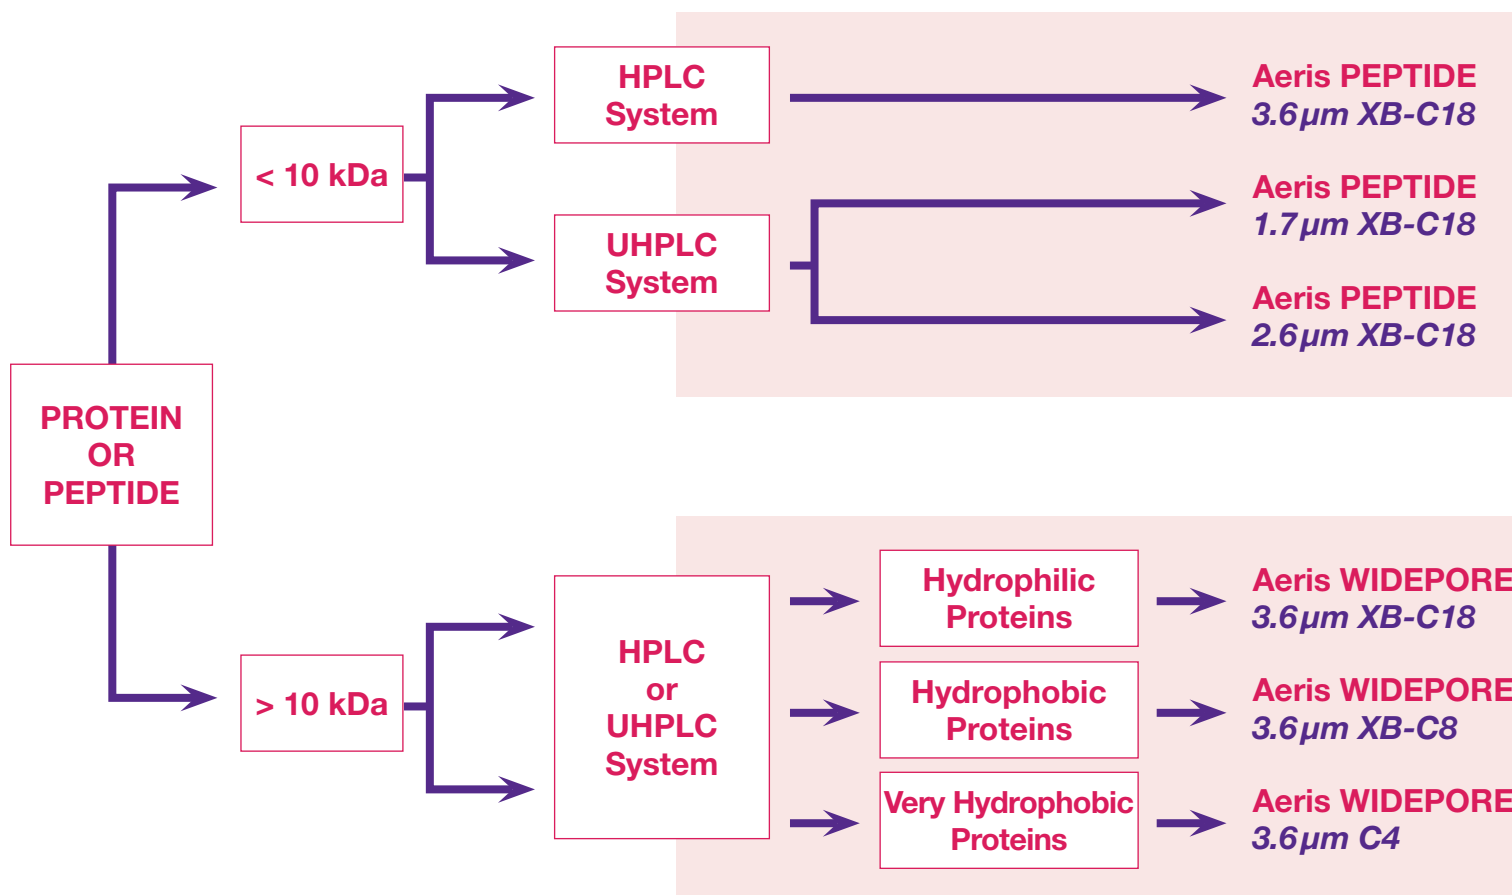 HPLC
System
Aeris PEPTIDE
3.6µm XB-C18
< 10 kDa
UHPLC
System
Aeris PEPTIDE
1.7µm XB-C18
Aeris PEPTIDE
2.6µm XB-C18
PROTEIN
OR
PEPTIDE
> 10 kDa
HPLC
or
UHPLC
System
Hydrophilic
Proteins
Aeris WIDEPORE
3.6µm XB-C18
Hydrophobic
Proteins
Aeris WIDEPORE
3.6µm XB-C8
Very Hydrophobic
Proteins
Aeris WIDEPORE
3.6µm C4